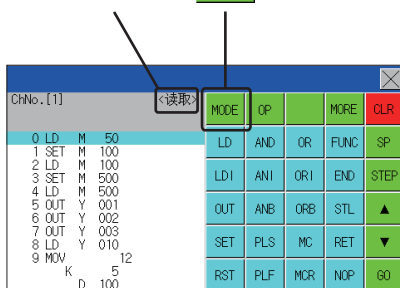 ChNo.[1] <读取>
MODE OP MORE CLR
0 LD M 50
1 SET M 100
2 LD M 100
3 SET M 500
4 LD M 500
5 OUT Y 001
6 OUT Y 002
7 OUT Y 003
8 LD Y 010
9 MOV 12
K 5
D 100
LD AND OR FUNC SP
LDI ANI ORI END STEP
OUT ANB ORB STL ▲
SET PLS MC RET ▼
RST PLF MCR NOP GO